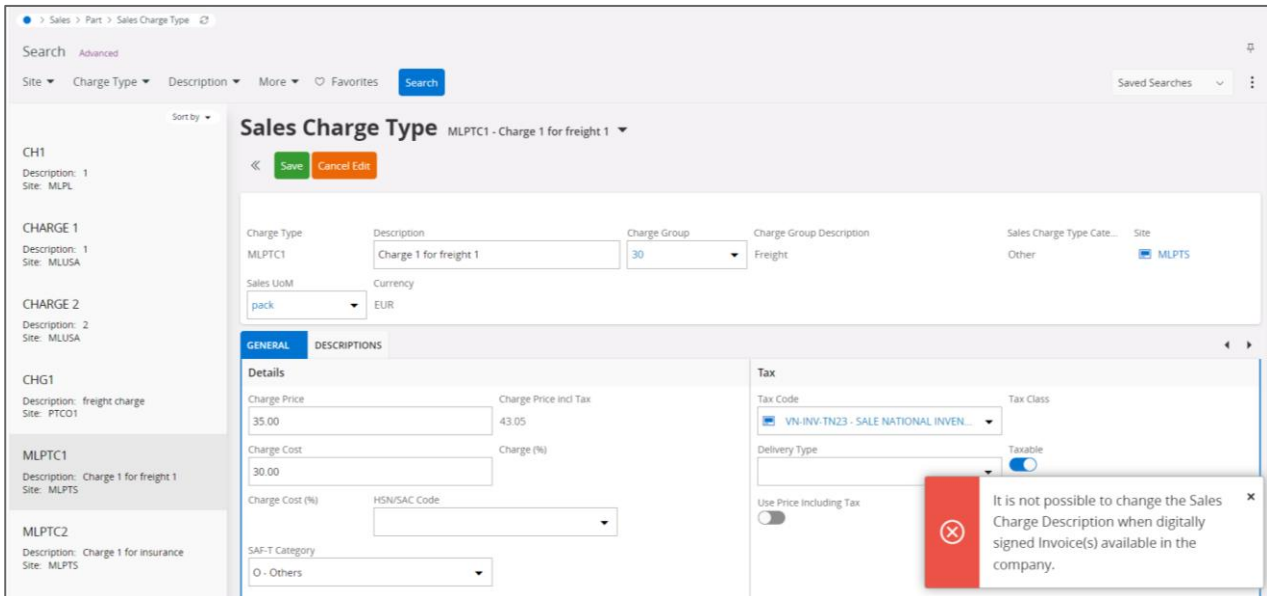 > Sales > Part > Sales Charge Type
Search Advanced
Site Charge Type Description More Favorites Search Saved Searches
Sort by
CH1
Description: 1
Site: MLPL
CHARGE 1
Description: 1
Site: MLUSA
CHARGE 2
Description: 2
Site: MLUSA
CHG1
Description: freight charge
Site: PTCO1
MLPTC1
Description: Charge 1 for freight 1
Site: MLPTS
MLPTC2
Description: Charge 1 for insurance
Site: MLPTS
Sales Charge Type MLPTC1 - Charge 1 for freight 1
Save Cancel Edit
Charge Type Description Charge Group Charge Group Description Sales Charge Type Cate... Site
MLPTC1 Charge 1 for freight 1 30 Freight Other MLPTS
Sales UoM Currency
pack EUR
GENERAL DESCRIPTIONS
Details
Charge Price Charge Price incl Tax
35.00 43.05
Charge Cost Charge (%)
30.00
Charge Cost (%) HSN/SAC Code
SAF-T Category
O - Others
Tax
Tax Code Tax Class
VN-INV-TN23 - SALE NATIONAL INVEN...
Delivery Type Taxable
Use Price Including Tax
It is not possible to change the Sales
Charge Description when digitally
signed Invoice(s) available in the
company.